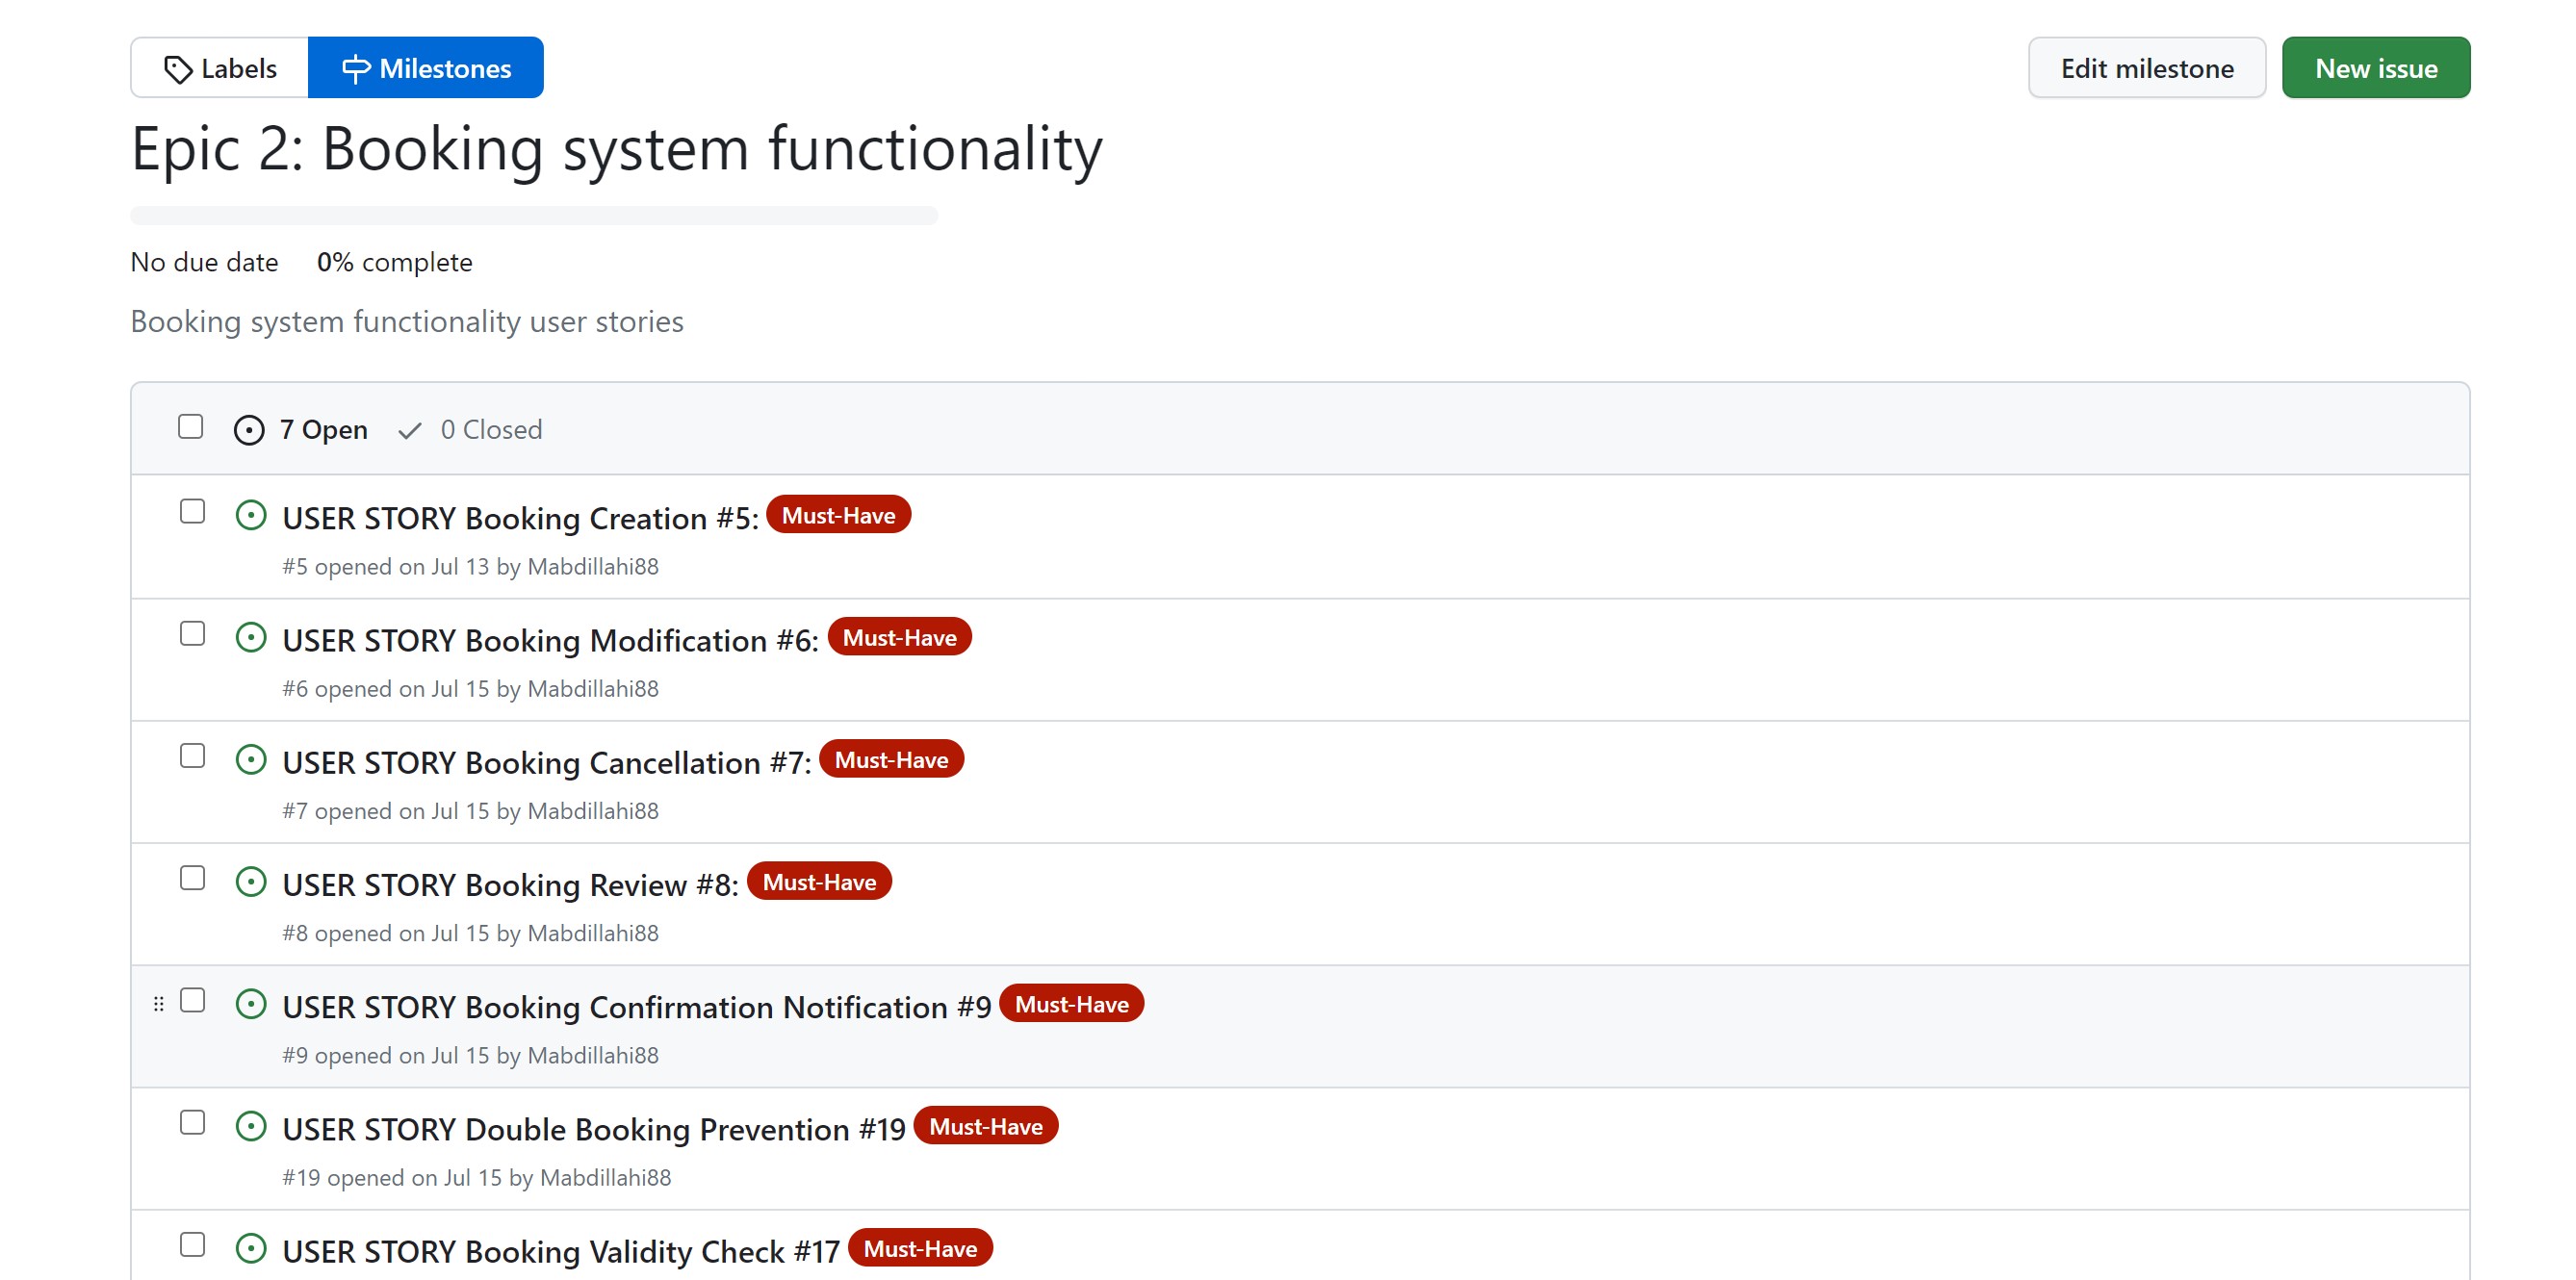 Labels Milestones Edit milestone New issue
Epic 2: Booking system functionality
No due date 0% complete
Booking system functionality user stories
7 Open 0 Closed
USER STORY Booking Creation #5: Must-Have
#5 opened on Jul 13 by Mabdillahi88
USER STORY Booking Modification #6: Must-Have
#6 opened on Jul 15 by Mabdillahi88
USER STORY Booking Cancellation #7: Must-Have
#7 opened on Jul 15 by Mabdillahi88
USER STORY Booking Review #8: Must-Have
#8 opened on Jul 15 by Mabdillahi88
USER STORY Booking Confirmation Notification #9 Must-Have
#9 opened on Jul 15 by Mabdillahi88
USER STORY Double Booking Prevention #19 Must-Have
#19 opened on Jul 15 by Mabdillahi88
USER STORY Booking Validity Check #17 Must-Have